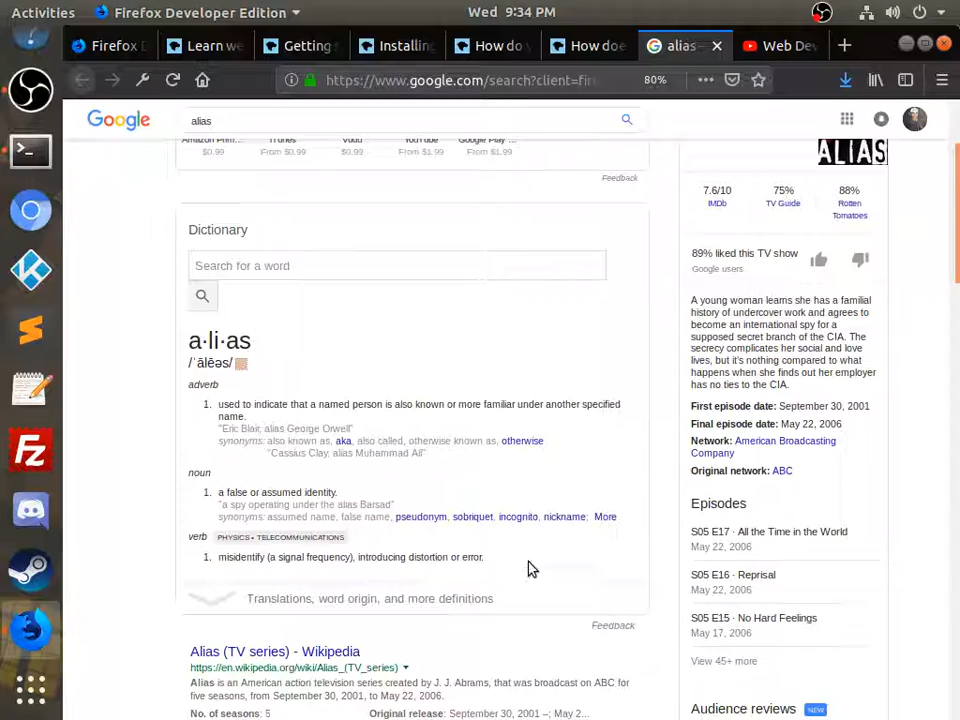 Activities
Firefox Developer Edition
Wed 9:34 PM
Firefox
Learn we
Getting
Installin
How do
How doe
alias
Web Dev
https://www.google.com/search?client=fire
80%
Google
alias
Amazon Prim...
iTunes
Vudu
YouTube
Google Play ...
$0.99
From $0.99
$0.99
From $1.99
From $1.99
Feedback
Dictionary
Search for a word
a·li·as
/ˈālēəs/
adverb
1. used to indicate that a named person is also known or more familiar under another specified
name.
"Eric Blair, alias George Orwell"
synonyms: also known as, aka, also called, otherwise known as, otherwise
"Cassius Clay, alias Muhammad Ali"
noun
1. a false or assumed identity.
"a spy operating under the alias Barsad"
synonyms: assumed name, false name, pseudonym, sobriquet, incognito, nickname; More
verb PHYSICS • TELECOMMUNICATIONS
1. misidentify (a signal frequency), introducing distortion or error.
Translations, word origin, and more definitions
Feedback
Alias (TV series) - Wikipedia
https://en.wikipedia.org/wiki/Alias_(TV_series)
Alias is an American action television series created by J. J. Abrams, that was broadcast on ABC for
five seasons, from September 30, 2001, to May 22, 2006.
No. of seasons: 5
Original release: September 30, 2001 –; May 2...
ALIAS
7.6/10
75%
88%
IMDb
TV Guide
Rotten
Tomatoes
89% liked this TV show
Google users
A young woman learns she has a familial
history of undercover work and agrees to
become an international spy for a
supposed secret branch of the CIA. The
secrecy complicates her social and love
lives, but it's nothing compared to what
happens when she finds out her employer
has no ties to the CIA.
First episode date: September 30, 2001
Final episode date: May 22, 2006
Network: American Broadcasting
Company
Original network: ABC
Episodes
S05 E17 · All the Time in the World
May 22, 2006
S05 E16 · Reprisal
May 22, 2006
S05 E15 · No Hard Feelings
May 17, 2006
View 45+ more
Audience reviews NEW